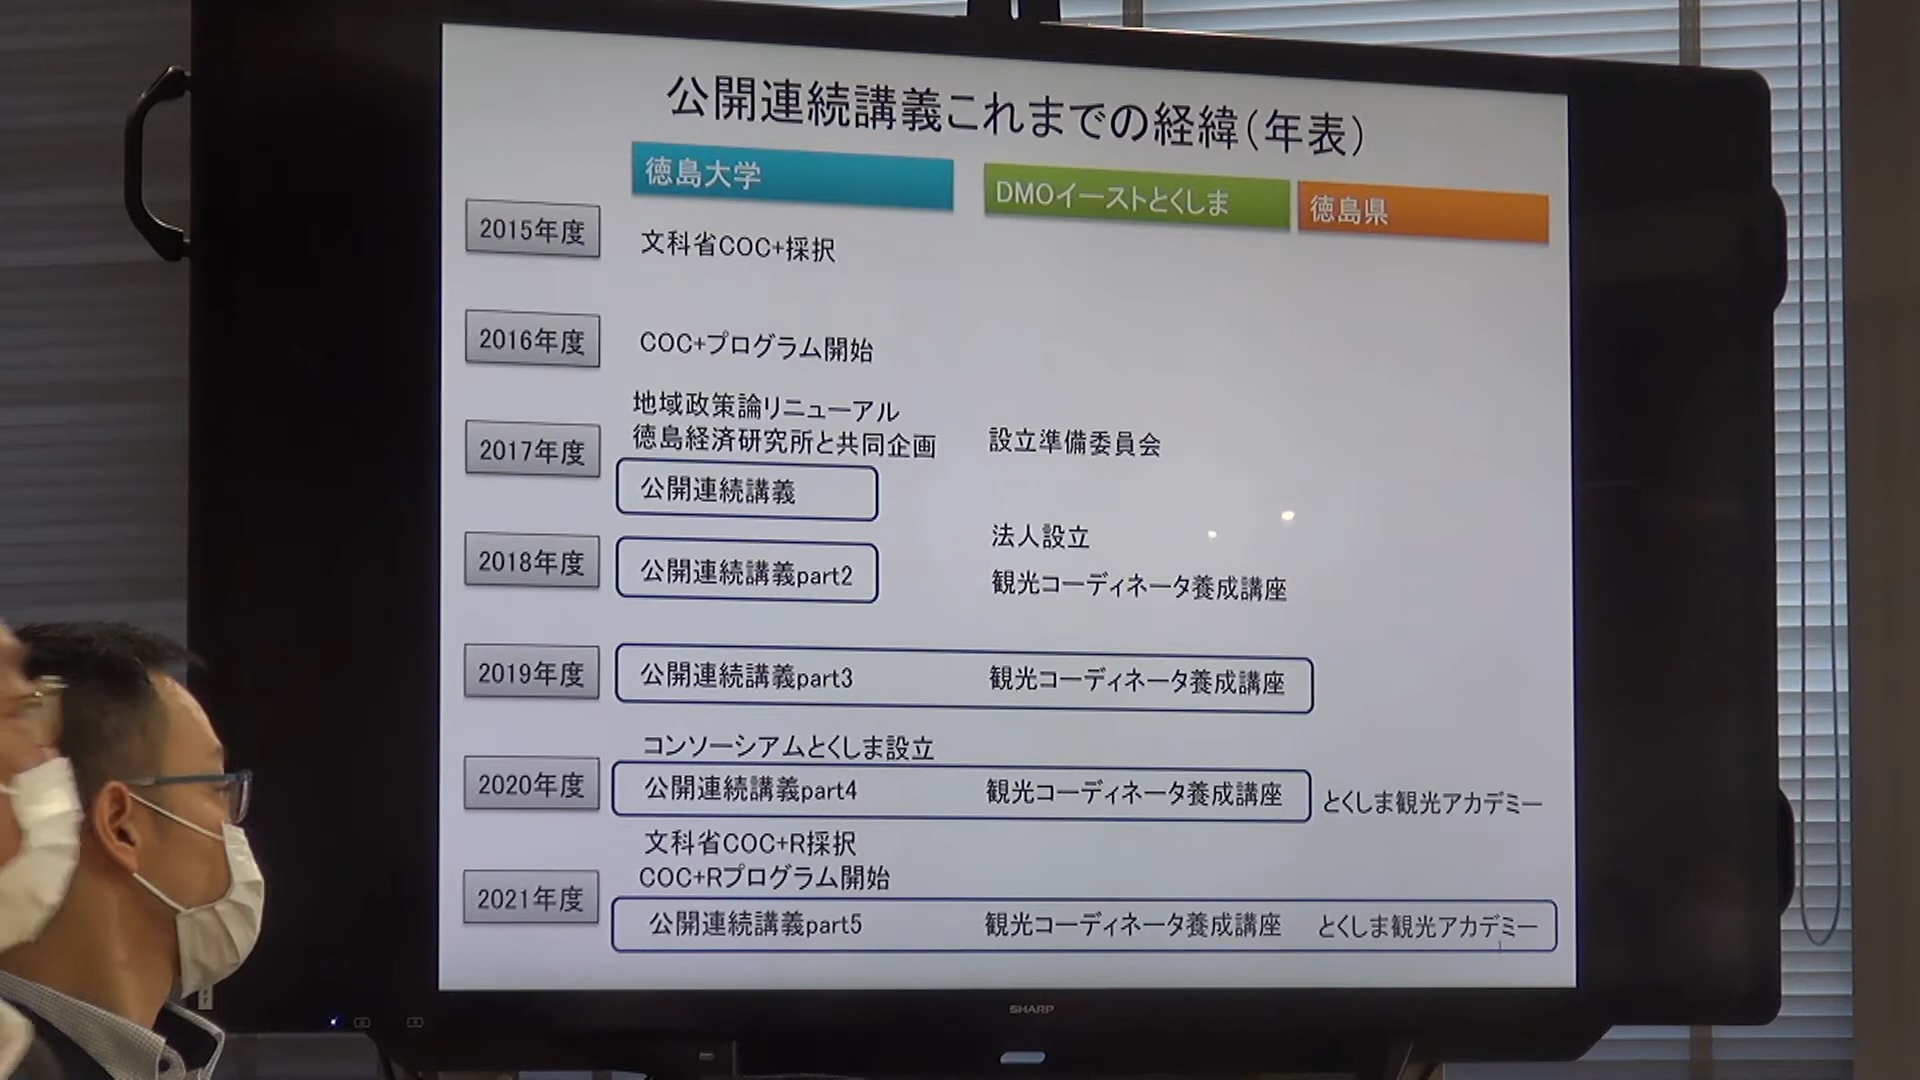 公開連続講義これまでの経緯(年表)
徳島大学
DMOイーストとくしま
徳島県
2015年度
文科省COC+採択
2016年度
COC+プログラム開始
地域政策論リニューアル
徳島経済研究所と共同企画
2017年度
設立準備委員会
公開連続講義
2018年度
公開連続講義part2
法人設立
観光コーディネータ養成講座
2019年度
公開連続講義part3
観光コーディネータ養成講座
コンソーシアムとくしま設立
2020年度
公開連続講義part4
観光コーディネータ養成講座
とくしま観光アカデミー
文科省COC+R採択
COC+Rプログラム開始
2021年度
公開連続講義part5
観光コーディネータ養成講座
とくしま観光アカデミー
1
SHARP